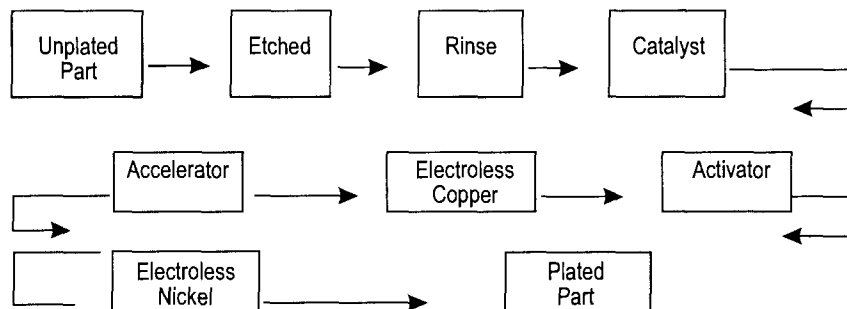 Unplated
Part
Etched
Rinse
Catalyst
Accelerator
Electroless
Copper
Activator
Electroless
Nickel
Plated
Part